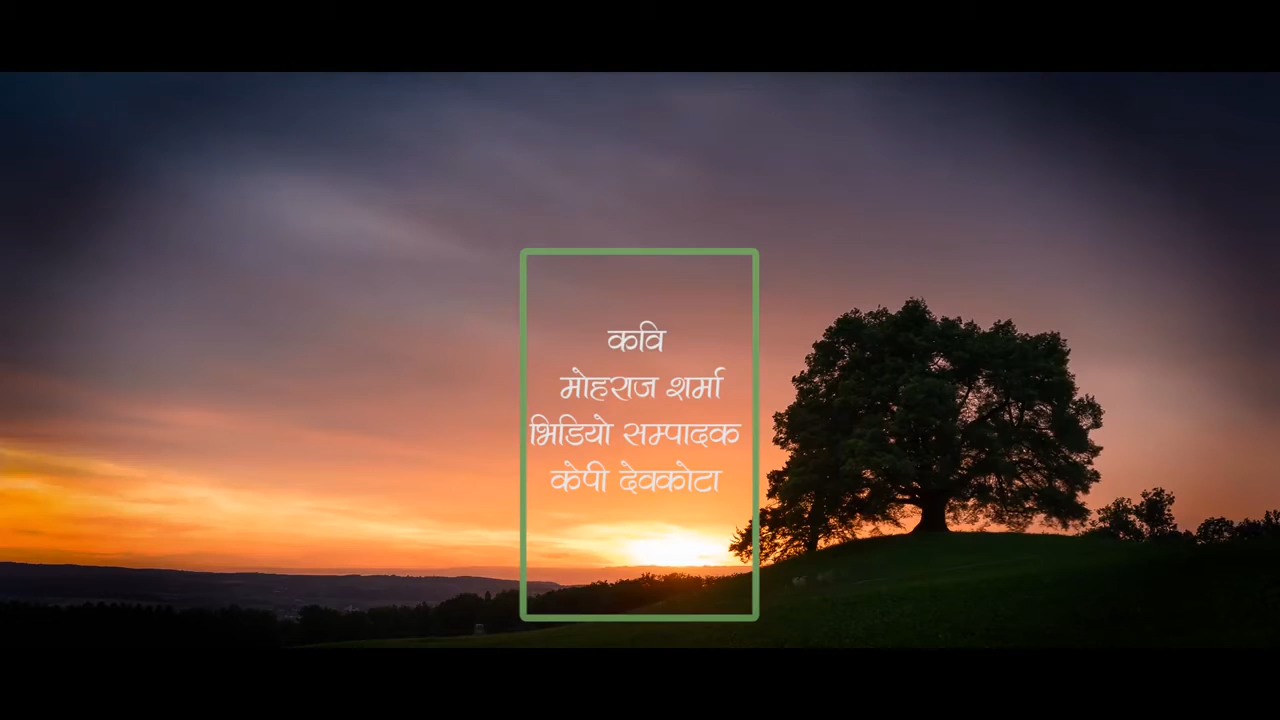 कवि
मोहराज शर्मा
भिडियो सम्पादक
केपी देवकोटा